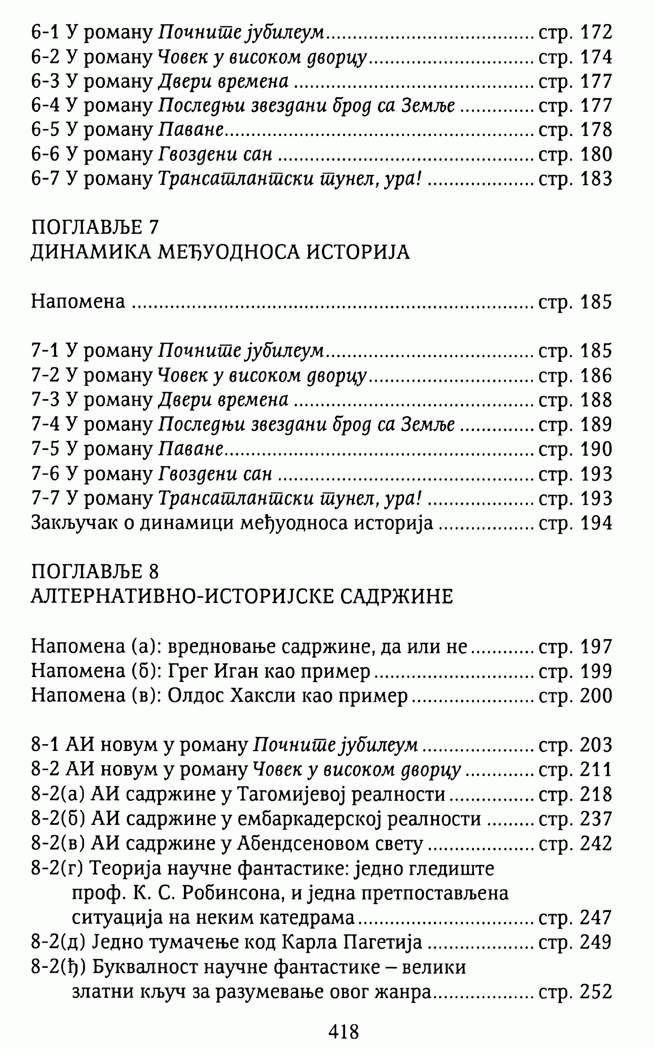 6-1 У роману Почните јубилеум..............................стр. 172
6-2 У роману Човек у високом дворцу........................стр. 174
6-3 У роману Двери времена ...................................стр. 177
6-4 У роману Последњи звездани брод са Земље ...........стр. 177
6-5 У роману Паване..............................................стр. 178
6-6 У роману Гвоздени сан .....................................стр. 180
6-7 У роману Трансатлантски тунел, ура! ................стр. 183
ПОГЛАВЉЕ 7
ДИНАМИКА МЕЂУОДНОСА ИСТОРИЈА
Напомена ..........................................................стр. 185
7-1 У роману Почните јубилеум..............................стр. 185
7-2 У роману Човек у високом дворцу........................стр. 186
7-3 У роману Двери времена ...................................стр. 188
7-4 У роману Последњи звездани брод са Земље ...........стр. 189
7-5 У роману Паване..............................................стр. 190
7-6 У роману Гвоздени сан .....................................стр. 193
7-7 У роману Трансатлантски тунел, ура! ................стр. 193
Закључак о динамици међуодноса историја ..............стр. 194
ПОГЛАВЉЕ 8
АЛТЕРНАТИВНО-ИСТОРИЈСКЕ САДРЖИНЕ
Напомена (а): вредновање садржине, да или не..........стр. 197
Напомена (б): Грег Иган као пример.......................стр. 199
Напомена (в): Олдос Хаксли као пример..................стр. 200
8-1 АИ новум у роману Почните јубилеум ................стр. 203
8-2 АИ новум у роману Човек у високом дворцу ..........стр. 211
8-2(а) АИ садржине у Тагомијевој реалности............стр. 218
8-2(б) АИ садржине у ембаркадерској реалности .......стр. 237
8-2(в) АИ садржине у Абендсеновом свету................стр. 242
8-2(г) Теорија научне фантастике: једно гледиште
проф. К. С. Робинсона, и једна претпостављена
ситуација на неким катедрама.........................стр. 247
8-2(д) Једно тумачење код Карла Пагетија ...............стр. 249
8-2(ђ) Буквалност научне фантастике – велики
златни кључ за разумевање овог жанра...............стр. 252
418